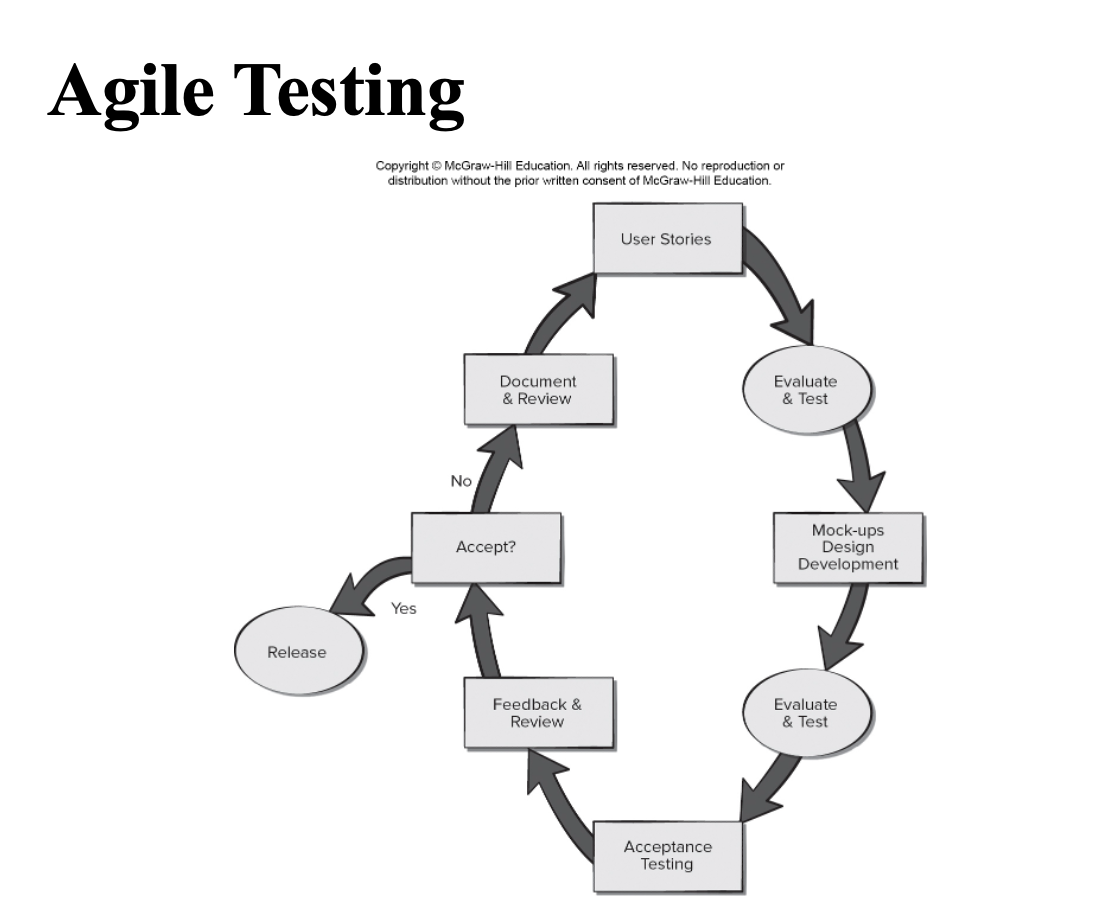 Agile Testing
Copyright © McGraw-Hill Education. All rights reserved. No reproduction or
distribution without the prior written consent of McGraw-Hill Education.
User Stories
Evaluate
& Test
Mock-ups
Design
Development
Evaluate
& Test
Acceptance
Testing
Feedback &
Review
Accept?
Yes
Release
No
Document
& Review